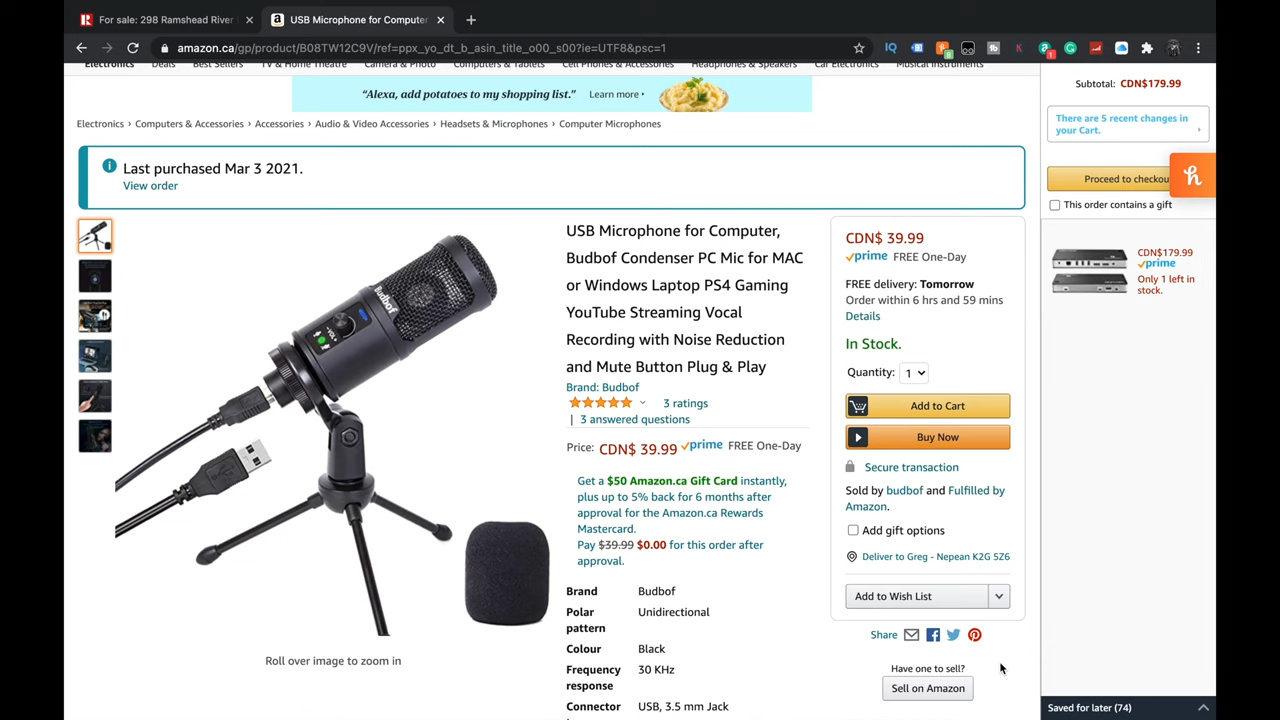 For sale: 298 Ramshead River
USB Microphone for Computer,
amazon.ca/gp/product/B08TW12C9V/ref=ppx_yo_dt_b_asin_title_o00_s00?ie=UTF8&psc=1
Electronics Deals Best Sellers TV & Home Theatre Camera & Photo Computers & Tablets Cell Phones & Accessories Headphones & Speakers Car Electronics Musical Instruments
“Alexa, add potatoes to my shopping list.” Learn more ›
Electronics › Computers & Accessories › Accessories › Audio & Video Accessories › Headsets & Microphones › Computer Microphones
Last purchased Mar 3 2021.
View order
Budbof
VOL
Roll over image to zoom in
USB Microphone for Computer,
Budbof Condenser PC Mic for MAC
or Windows Laptop PS4 Gaming
YouTube Streaming Vocal
Recording with Noise Reduction
and Mute Button Plug & Play
Brand: Budbof
3 ratings
| 3 answered questions
Price: CDN$ 39.99 prime FREE One-Day
Get a $50 Amazon.ca Gift Card instantly,
plus up to 5% back for 6 months after
approval for the Amazon.ca Rewards
Mastercard.
Pay $39.99 $0.00 for this order after
approval.
Brand Budbof
Polar Unidirectional
pattern
Colour Black
Frequency 30 KHz
response
Connector USB, 3.5 mm Jack
CDN$ 39.99
prime FREE One-Day
FREE delivery: Tomorrow
Order within 6 hrs and 59 mins
Details
In Stock.
Quantity: 1
Add to Cart
Buy Now
Secure transaction
Sold by budbof and Fulfilled by
Amazon.
Add gift options
Deliver to Greg - Nepean K2G 5Z6
Add to Wish List
Share
Have one to sell?
Sell on Amazon
Subtotal: CDN$179.99
There are 5 recent changes in
your Cart.
Proceed to checkou
h
This order contains a gift
CDN$179.99
prime
Only 1 left in
stock.
Saved for later (74)